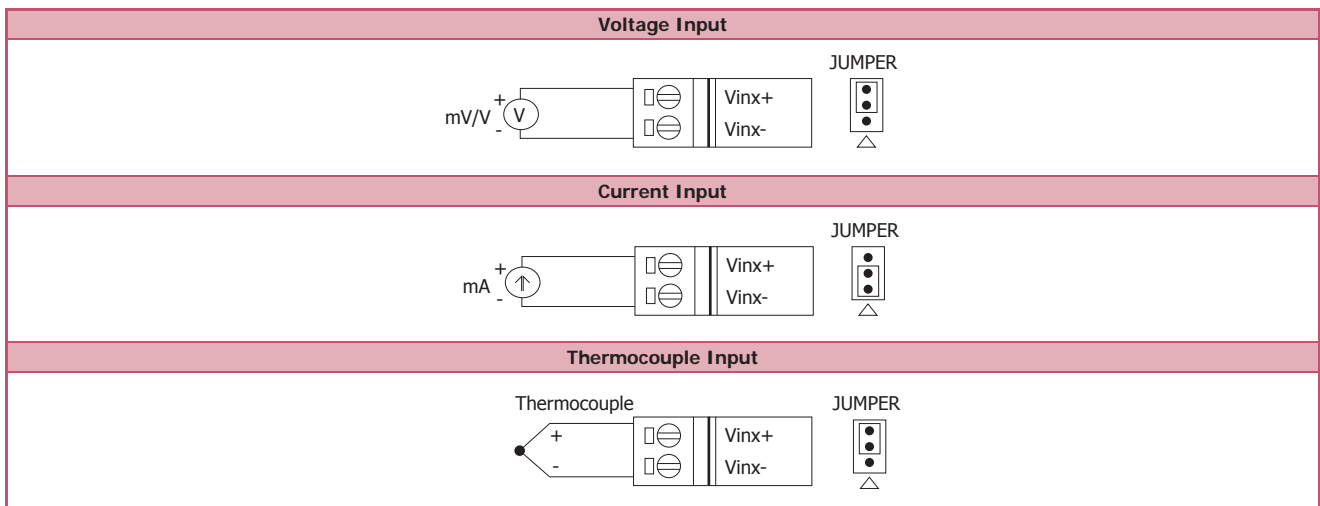 Voltage Input
JUMPER
+
mV/V
V
-
Vinx+
Vinx-
Current Input
JUMPER
+
mA
-
Vinx+
Vinx-
Thermocouple Input
Thermocouple
JUMPER
+
-
Vinx+
Vinx-